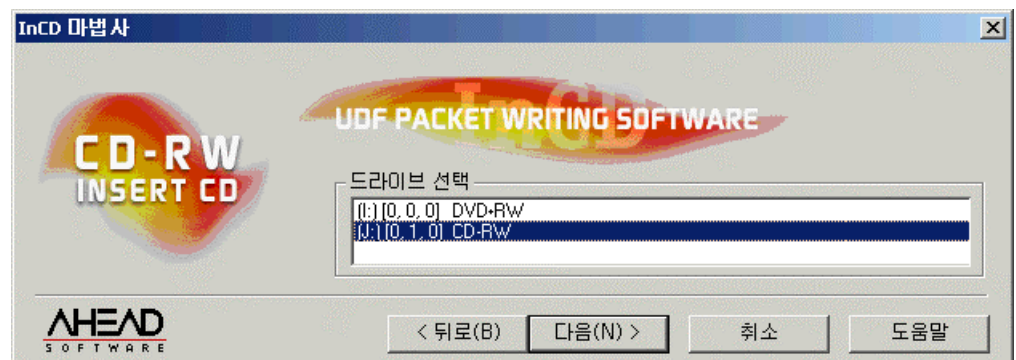 InCD 마법사
CD-RW
INSERT CD
InCD
UDF PACKET WRITING SOFTWARE
드라이브 선택
(I:) [0, 0, 0] DVD+RW
(J:) [0, 1, 0] CD-RW
AHEAD
SOFTWARE
< 뒤로(B)
다음(N) >
취소
도움말